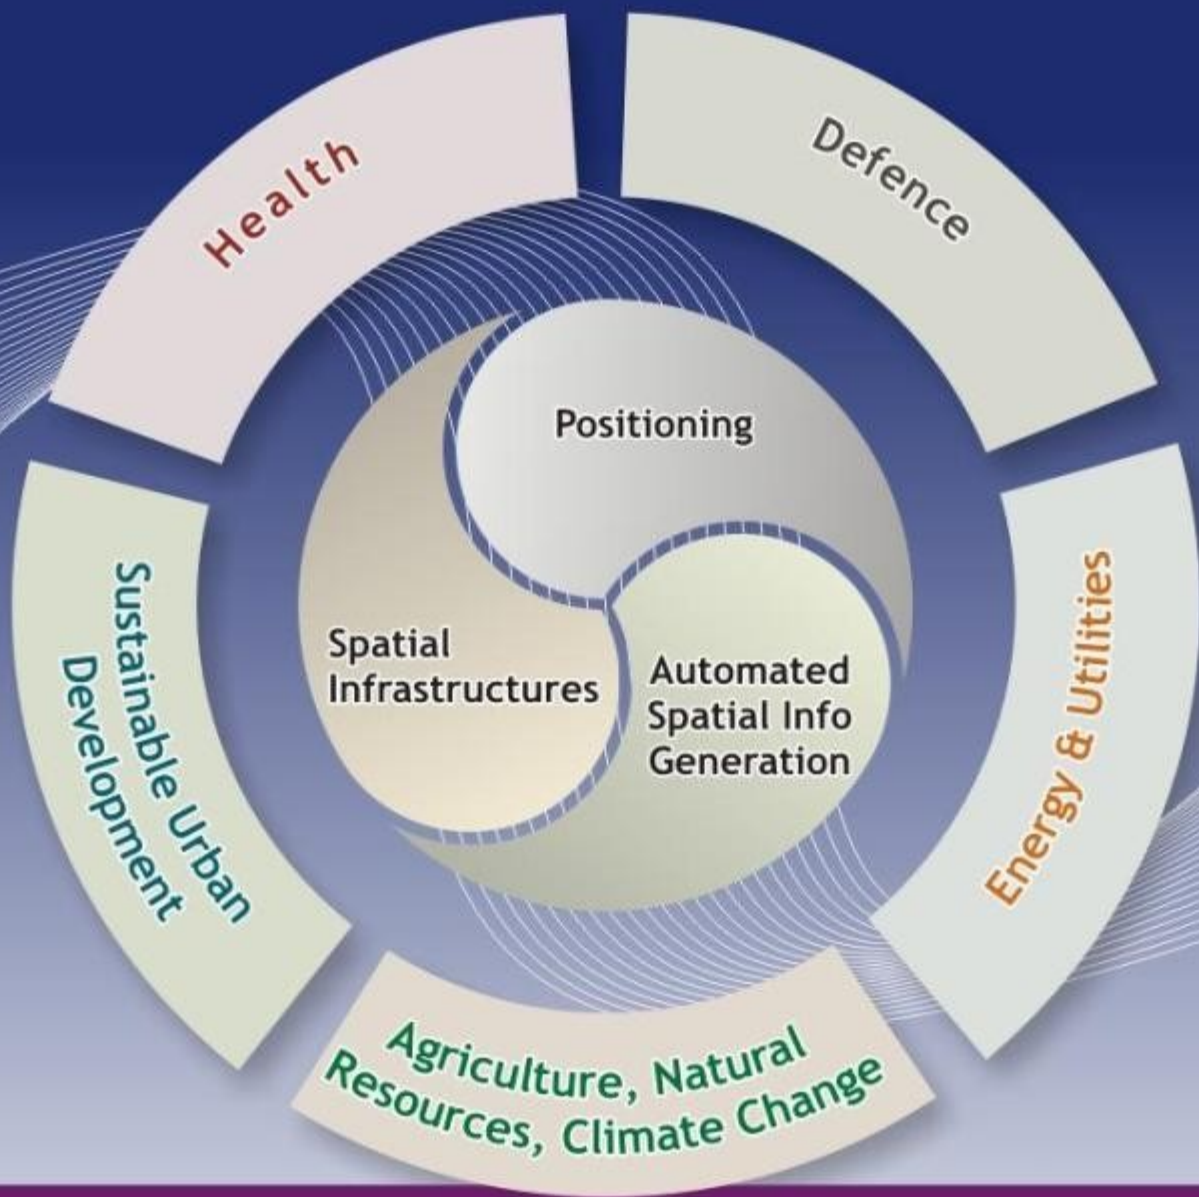 Health
Defence
Positioning
Spatial
Infrastructures
Automated
Spatial Info
Generation
Sustainable Urban
Development
Energy & Utilities
Agriculture, Natural
Resources, Climate Change